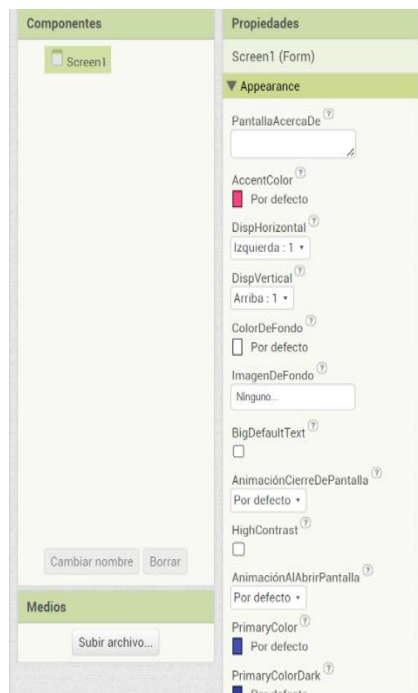 Componentes
Screen1
Cambiar nombre Borrar
Medios
Subir archivo...
Propiedades
Screen1 (Form)
Appearance
PantallaAcercaDe ?
AccentColor ?
Por defecto
DispHorizontal ?
Izquierda : 1
DispVertical ?
Arriba : 1
ColorDeFondo ?
Por defecto
ImagenDeFondo ?
Ninguno...
BigDefaultText ?
AnimaciónCierreDePantalla ?
Por defecto
HighContrast ?
AnimaciónAlAbrirPantalla ?
Por defecto
PrimaryColor ?
Por defecto
PrimaryColorDark ?
Por defecto